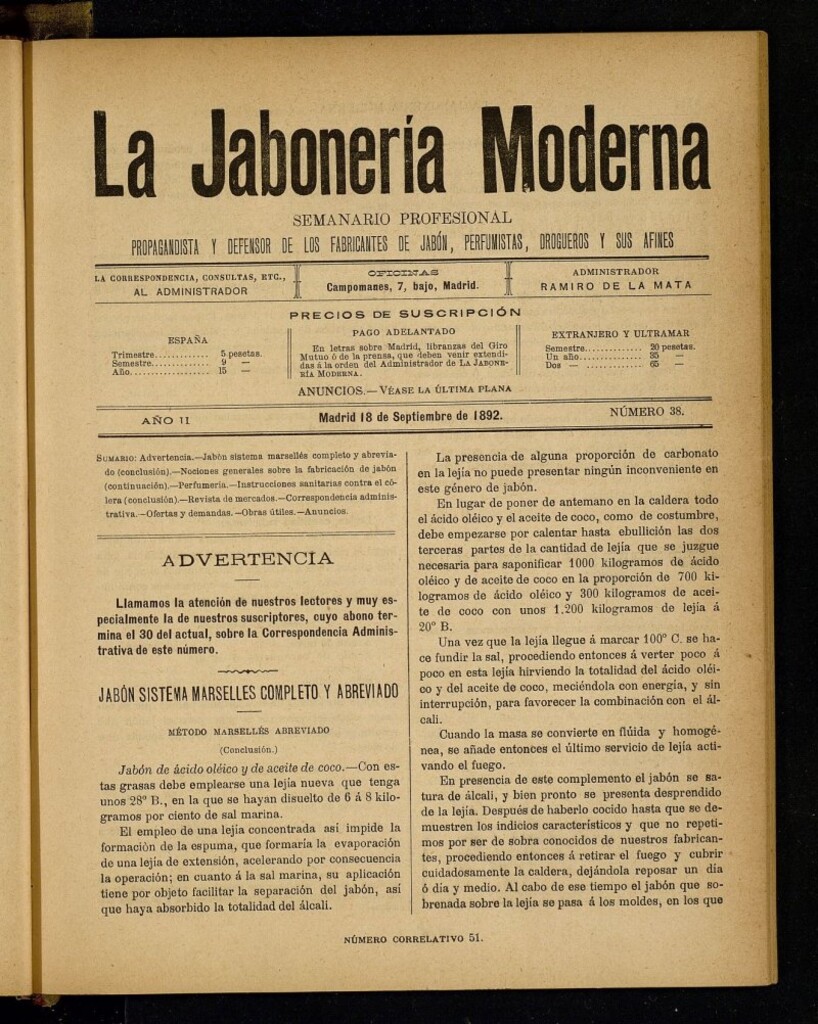 La Jabonería Moderna
SEMANARIO PROFESIONAL
PROPAGANDISTA Y DEFENSOR DE LOS FABRICANTES DE JABÓN, PERFUMISTAS, DROGUEROS Y SUS AFINES
LA CORRESPONDENCIA, CONSULTAS, ETC.,
AL ADMINISTRADOR
OFICINAS
Campomanes, 7, bajo, Madrid.
ADMINISTRADOR
RAMIRO DE LA MATA
PRECIOS DE SUSCRIPCIÓN
ESPAÑA
Trimestre............ 5 pesetas.
Semestre............ 9 —
Año.................. 15 —
PAGO ADELANTADO
En letras sobre Madrid, libranzas del Giro
Mutuo ó de la prensa, que deben venir extendi-
das á la orden del Administrador de LA JABONE-
RÍA MODERNA.
EXTRANJERO Y ULTRAMAR
Semestre.............. 20 pesetas.
Un año................ 35 —
Dos — ............... 65 —
ANUNCIOS.—VÉASE LA ÚLTIMA PLANA
AÑO II
Madrid 18 de Septiembre de 1892.
NÚMERO 38.
SUMARIO: Advertencia.—Jabón sistema marsellés completo y abrevia-
do (conclusión).—Nociones generales sobre la fabricación de jabón
(continuación).—Perfumería.—Instrucciones sanitarias contra el có-
lera (conclusión).—Revista de mercados.—Correspondencia adminis-
trativa.—Ofertas y demandas.—Obras útiles.—Anuncios.
ADVERTENCIA
Llamamos la atención de nuestros lectores y muy es-
pecialmente la de nuestros suscriptores, cuyo abono ter-
mina el 30 del actual, sobre la Correspondencia Adminis-
trativa de este número.
JABÓN SISTEMA MARSELLES COMPLETO Y ABREVIADO
MÉTODO MARSELLÉS ABREVIADO
(Conclusión.)
Jabón de ácido oléico y de aceite de coco.—Con es-
tas grasas debe emplearse una lejía nueva que tenga
unos 28° B., en la que se hayan disuelto de 6 á 8 kilo-
gramos por ciento de sal marina.
El empleo de una lejía concentrada así impide la
formación de la espuma, que formaría la evaporación
de una lejía de extensión, acelerando por consecuencia
la operación; en cuanto á la sal marina, su aplicación
tiene por objeto facilitar la separación del jabón, así
que haya absorbido la totalidad del álcali.
La presencia de alguna proporción de carbonato
en la lejía no puede presentar ningún inconveniente en
este género de jabón.
En lugar de poner de antemano en la caldera todo
el ácido oléico y el aceite de coco, como de costumbre,
debe empezarse por calentar hasta ebullición las dos
terceras partes de la cantidad de lejía que se juzgue
necesaria para saponificar 1000 kilogramos de ácido
oléico y de aceite de coco en la proporción de 700 ki-
logramos de ácido oléico y 300 kilogramos de acei-
te de coco con unos 1.200 kilogramos de lejía á
20° B.
Una vez que la lejía llegue á marcar 100° C. se ha-
ce fundir la sal, procediendo entonces á verter poco á
poco en esta lejía hirviendo la totalidad del ácido oléi-
co y del aceite de coco, meciéndola con energía, y sin
interrupción, para favorecer la combinación con el ál-
cali.
Cuando la masa se convierte en flúida y homogé-
nea, se añade entonces el último servicio de lejía acti-
vando el fuego.
En presencia de este complemento el jabón se sa-
tura de álcali, y bien pronto se presenta desprendido
de la lejía. Después de haberlo cocido hasta que se de-
muestren los indicios característicos y que no repeti-
mos por ser de sobra conocidos de nuestros fabrican-
tes, procediendo entonces á retirar el fuego y cubrir
cuidadosamente la caldera, dejándola reposar un día
ó día y medio. Al cabo de ese tiempo el jabón que so-
brenada sobre la lejía se pasa á los moldes, en los que
NÚMERO CORRELATIVO 51.